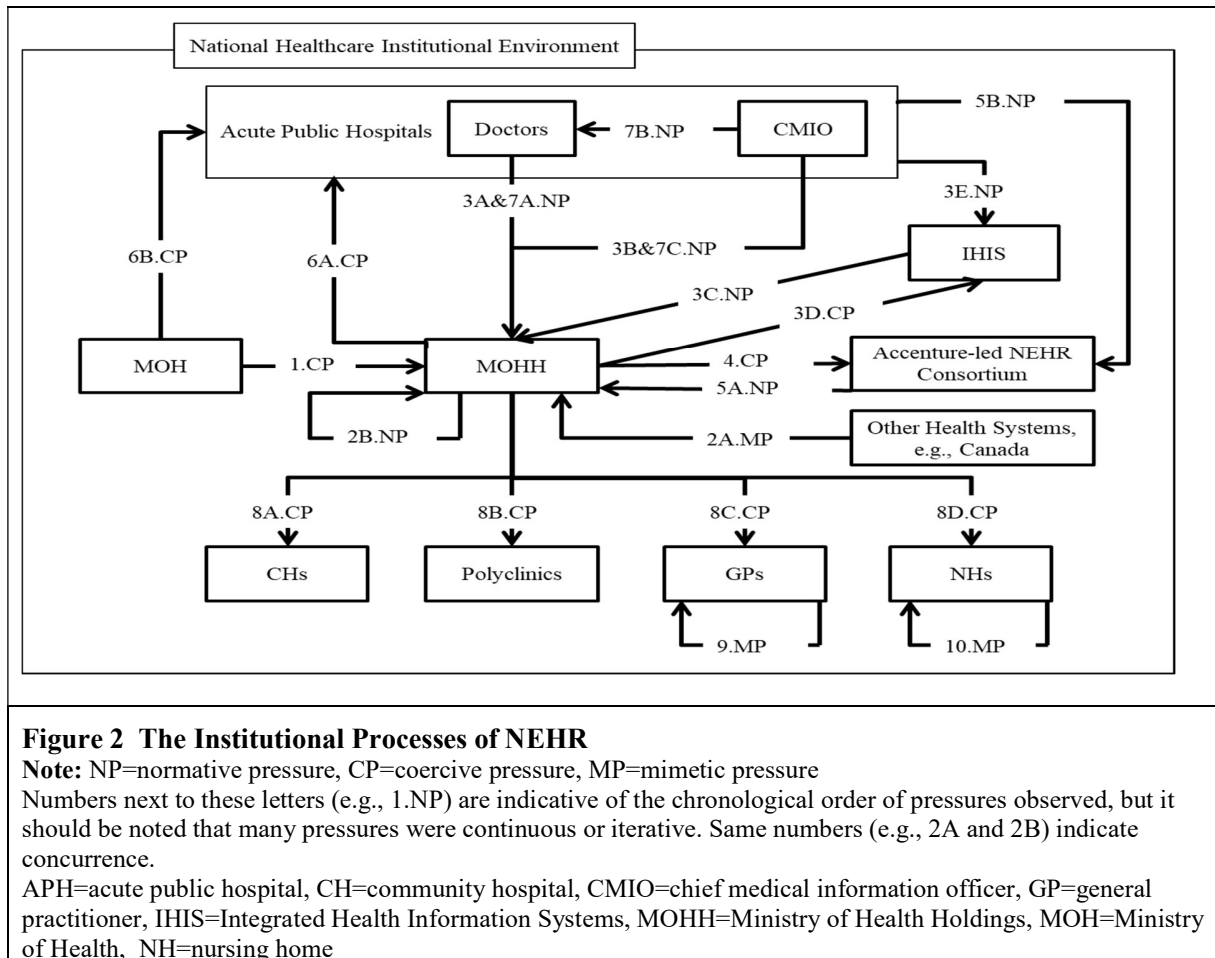 National Healthcare Institutional Environment
5B.NP
Acute Public Hospitals
Doctors
7B.NP
CMIO
3A&7A.NP
3E.NP
6B.CP
6A.CP
3B&7C.NP
IHIS
3C.NP
3D.CP
MOH
1.CP
MOHH
4.CP
Accenture-led NEHR
Consortium
5A.NP
2B.NP
2A.MP
Other Health Systems,
e.g., Canada
8A.CP
8B.CP
8C.CP
8D.CP
CHs
Polyclinics
GPs
NHs
9.MP
10.MP
Figure 2 The Institutional Processes of NEHR
Note: NP=normative pressure, CP=coercive pressure, MP=mimetic pressure
Numbers next to these letters (e.g., 1.NP) are indicative of the chronological order of pressures observed, but it
should be noted that many pressures were continuous or iterative. Same numbers (e.g., 2A and 2B) indicate
concurrence.
APH=acute public hospital, CH=community hospital, CMIO=chief medical information officer, GP=general
practitioner, IHIS=Integrated Health Information Systems, MOHH=Ministry of Health Holdings, MOH=Ministry
of Health, NH=nursing home